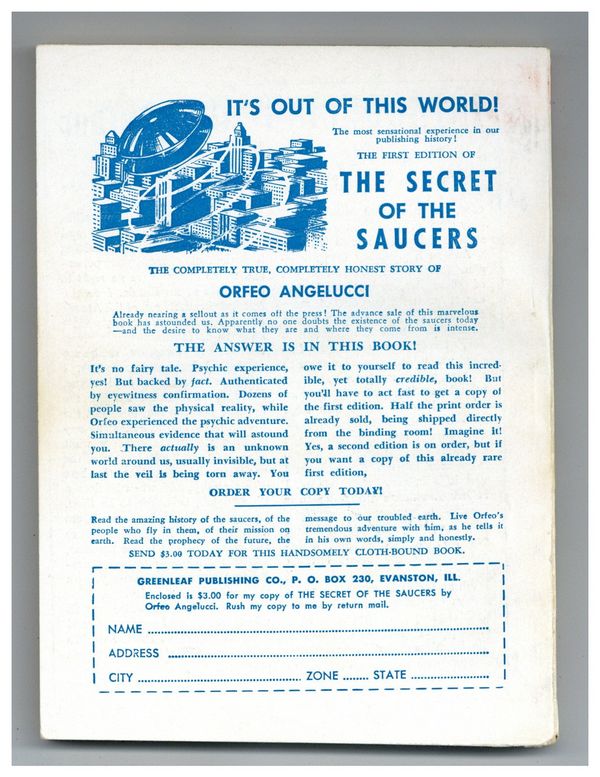 IT'S OUT OF THIS WORLD!
The most sensational experience in our
publishing history!
THE FIRST EDITION OF
THE SECRET
OF THE
SAUCERS
THE COMPLETELY TRUE, COMPLETELY HONEST STORY OF
ORFEO ANGELUCCI
Already nearing a sellout as it comes off the press! The advance sale of this marvelous
book has astounded us. Apparently no one doubts the existence of the saucers today
—and the desire to know what they are and where they come from is intense.
THE ANSWER IS IN THIS BOOK!
It's no fairy tale. Psychic experience,
yes! But backed by fact. Authenticated
by eyewitness confirmation. Dozens of
people saw the physical reality, while
Orfeo experienced the psychic adventure.
Simultaneous evidence that will astound
you. There actually is an unknown
world around us, usually invisible, but at
last the veil is being torn away. You
owe it to yourself to read this incred-
ible, yet totally credible, book! But
you'll have to act fast to get a copy of
the first edition. Half the print order is
already sold, being shipped directly
from the binding room! Imagine it!
Yes, a second edition is on order, but if
you want a copy of this already rare
first edition,
ORDER YOUR COPY TODAY!
Read the amazing history of the saucers, of the
people who fly in them, of their mission on
earth. Read the prophecy of the future, the
message to our troubled earth. Live Orfeo's
tremendous adventure with him, as he tells it
in his own words, simply and honestly.
SEND $3.00 TODAY FOR THIS HANDSOMELY CLOTH-BOUND BOOK.
GREENLEAF PUBLISHING CO., P. O. BOX 230, EVANSTON, ILL.
Enclosed is $3.00 for my copy of THE SECRET OF THE SAUCERS by
Orfeo Angelucci. Rush my copy to me by return mail.
NAME
ADDRESS
CITY ZONE STATE